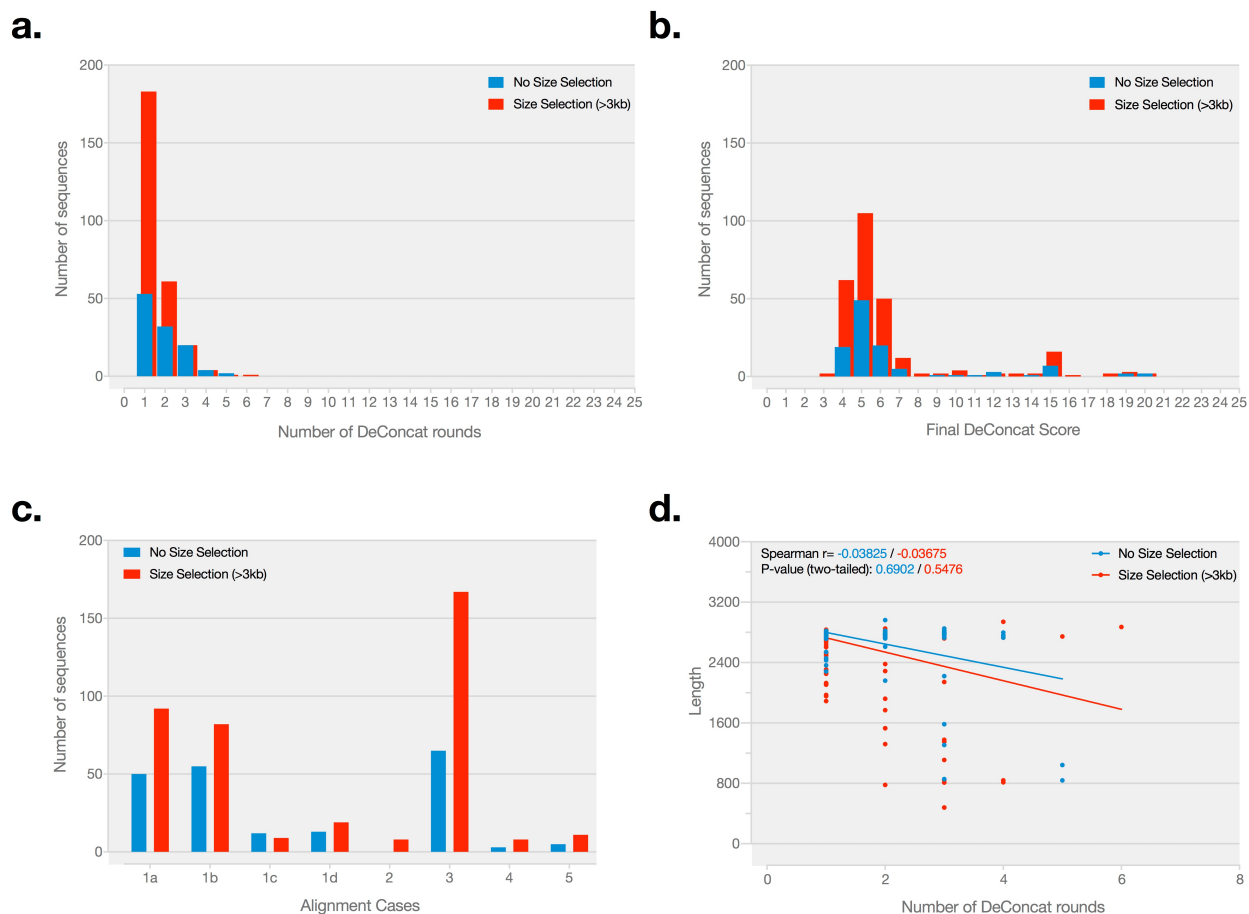 a.
200
150
100
50
0
Number of sequences
No Size Selection
Size Selection (>3kb)
0 1 2 3 4 5 6 7 8 9 10 11 12 13 14 15 16 17 18 19 20 21 22 23 24 25
Number of DeConcat rounds
b.
200
150
100
50
0
Number of sequences
No Size Selection
Size Selection (>3kb)
0 1 2 3 4 5 6 7 8 9 10 11 12 13 14 15 16 17 18 19 20 21 22 23 24 25
Final DeConcat Score
c.
200
150
100
50
0
Number of sequences
No Size Selection
Size Selection (>3kb)
1a 1b 1c 1d 2 3 4 5
Alignment Cases
d.
4000
3200
2400
1600
800
0
Length
Spearman r= -0.03825 / -0.03675
P-value (two-tailed): 0.6902 / 0.5476
No Size Selection
Size Selection (>3kb)
0 2 4 6 8
Number of DeConcat rounds